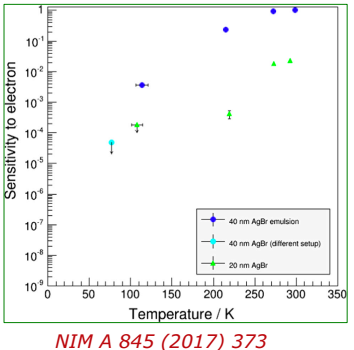 1
10-1
10-2
10-3
10-4
10-5
10-6
10-7
10-8
10-9
Sensitivity to electron
40 nm AgBr emulsion
40 nm AgBr (different setup)
20 nm AgBr
0 50 100 150 200 250 300 350
Temperature / K
NIM A 845 (2017) 373